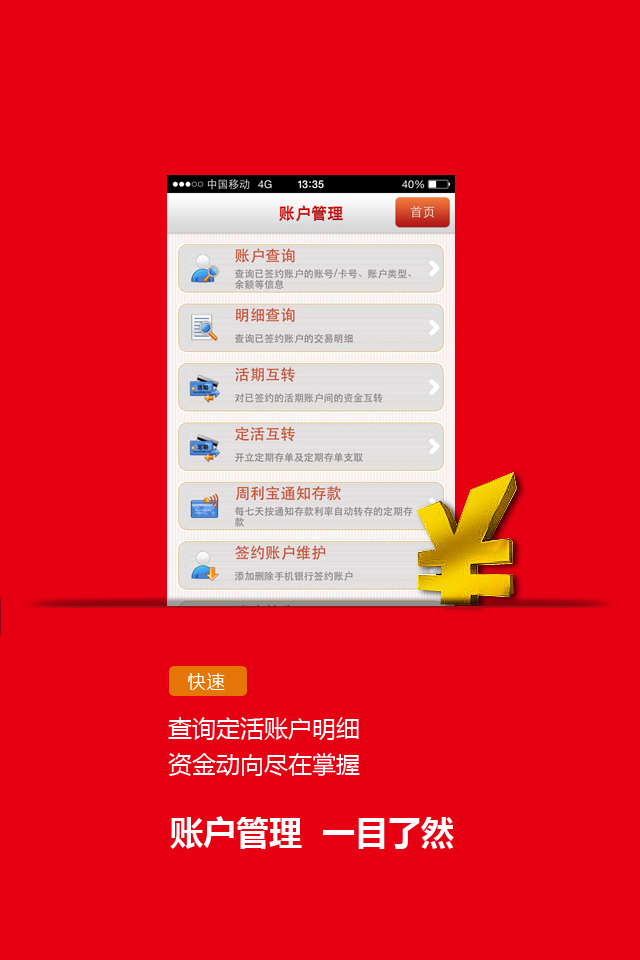 中国移动 4G 13:35 40%
账户管理 首页
账户查询
查询已签约账户的账号/卡号、账户类型、
余额等信息
明细查询
查询已签约账户的交易明细
活期互转
对已签约的活期账户间的资金互转
定活互转
开立定期存单及定期存单支取
周利宝通知存款
每七天按通知存款利率自动转存的定期存
款
签约账户维护
添加删除手机银行签约账户
快速
查询定活账户明细
资金动向尽在掌握
账户管理 一目了然